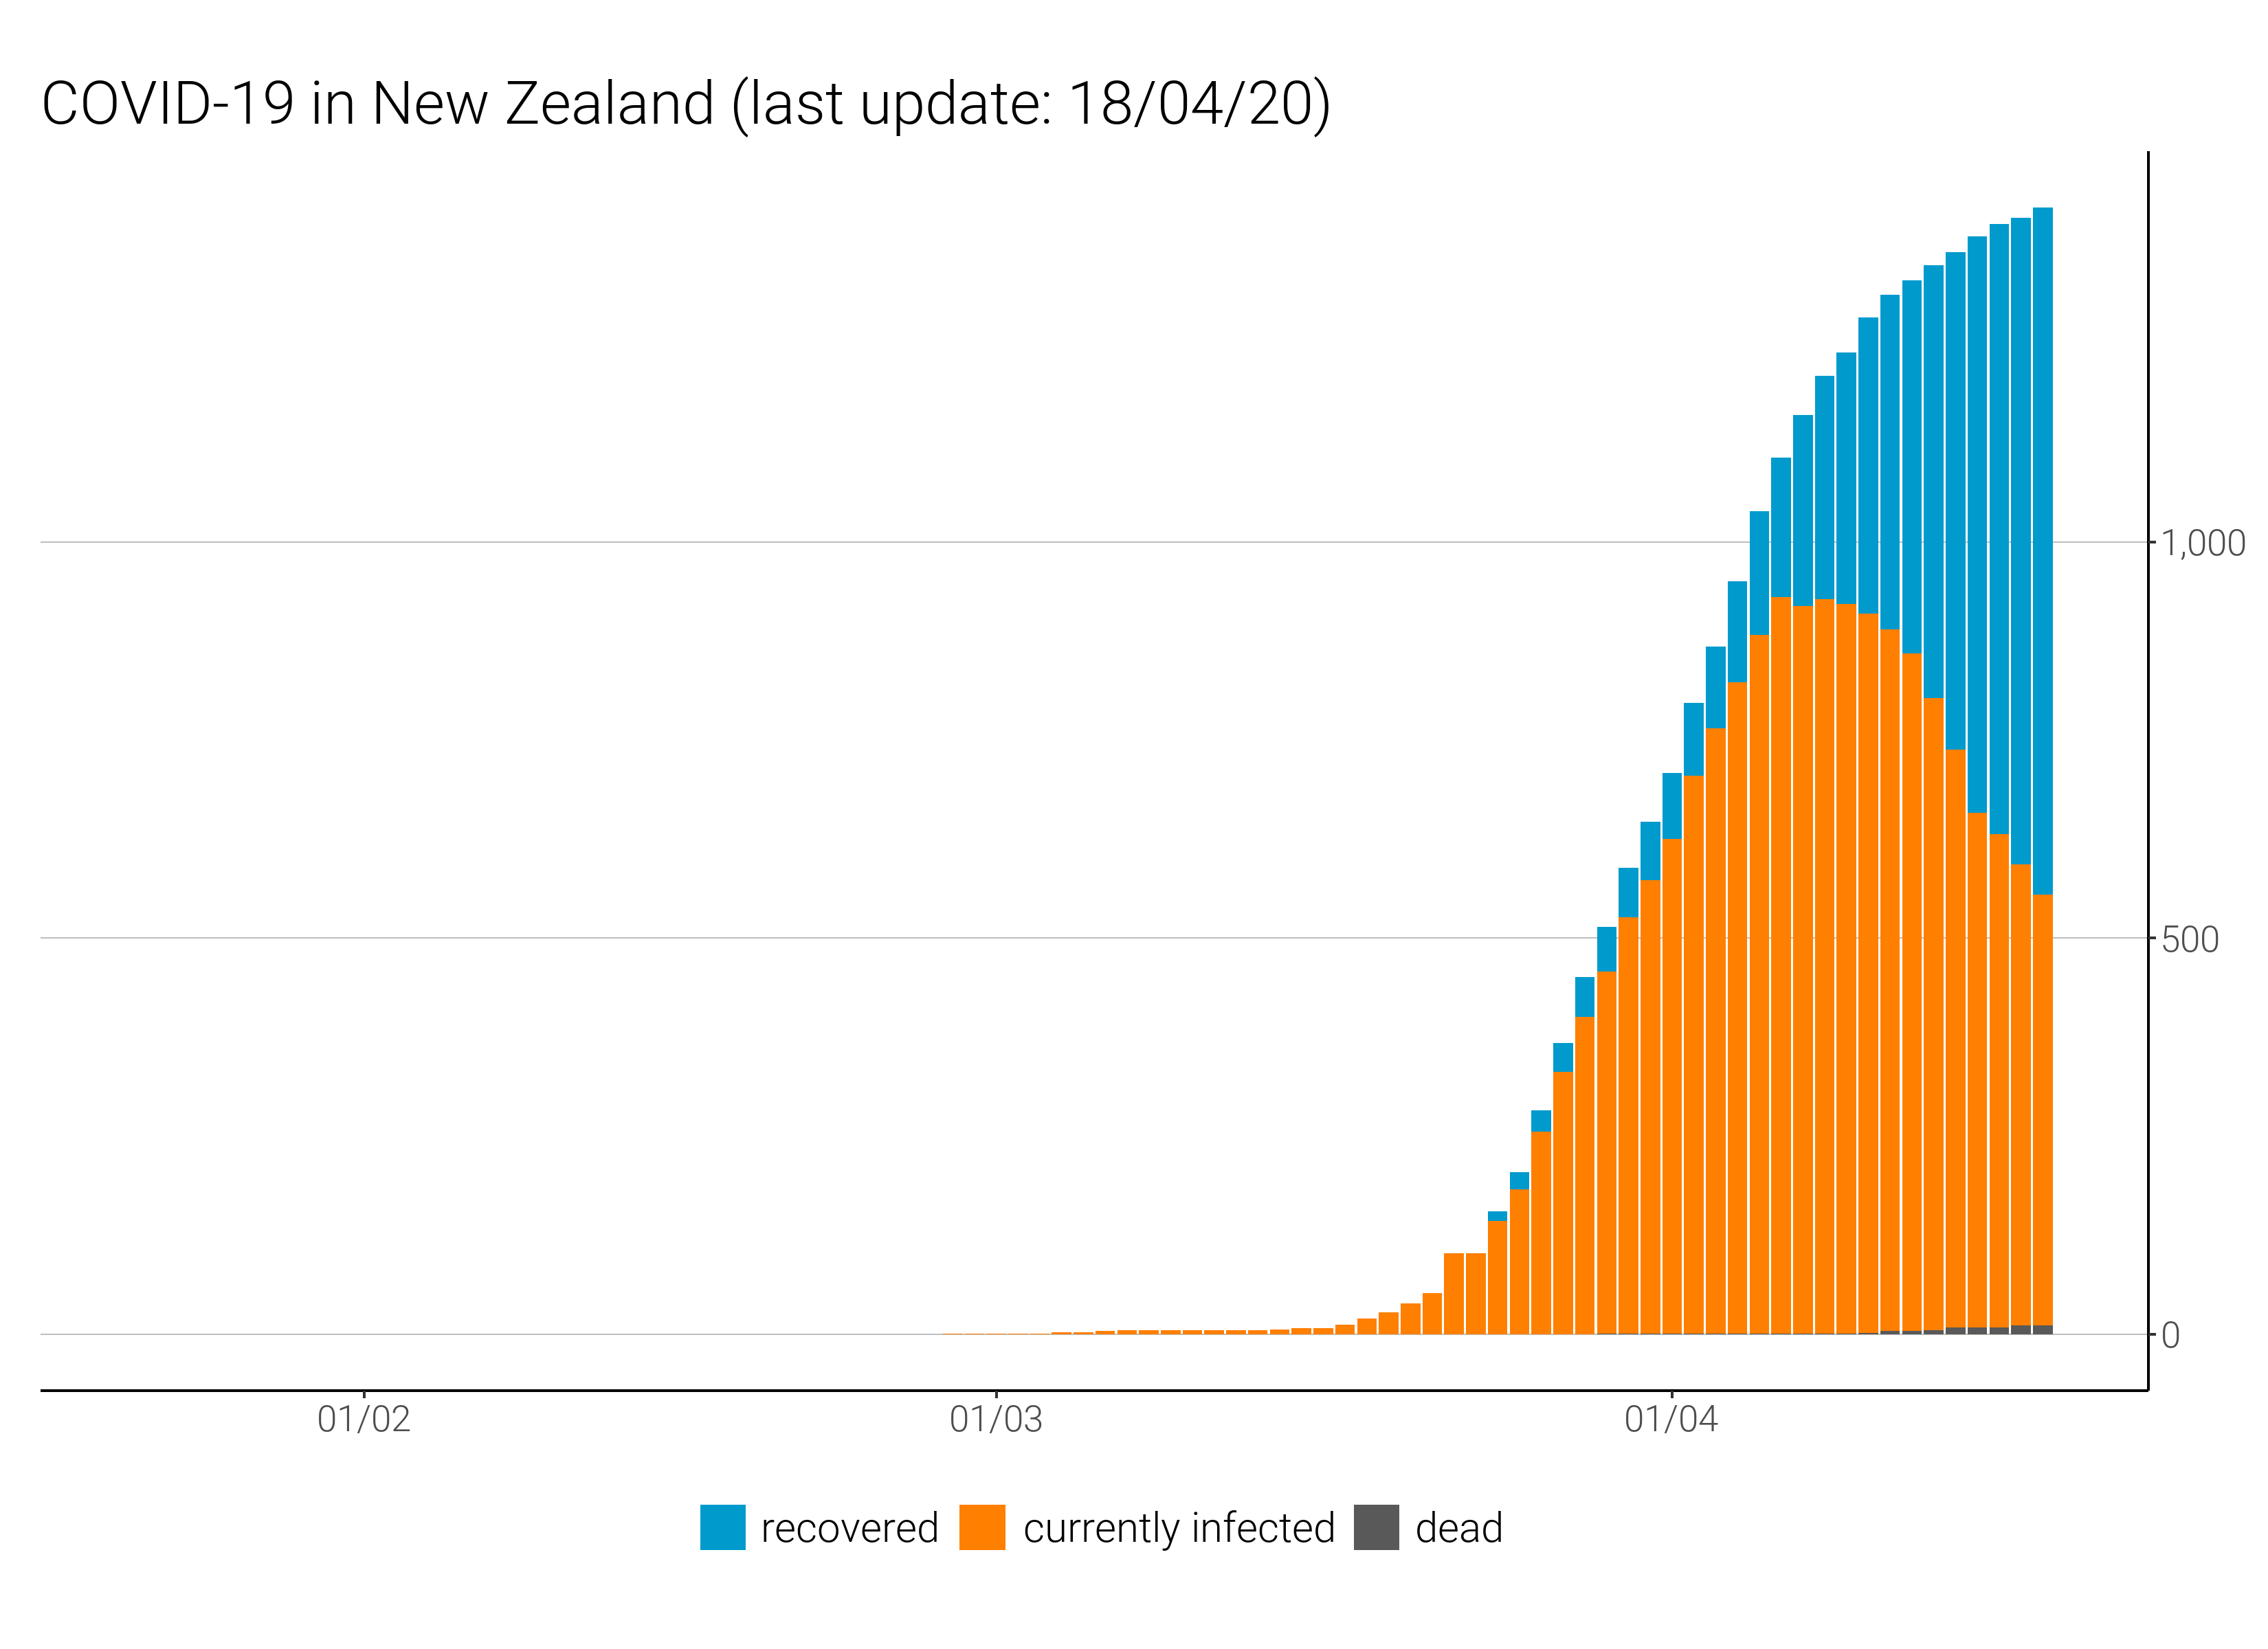 COVID-19 in New Zealand (last update: 18/04/20)
1,000
500
0
01/02 01/03 01/04
recovered currently infected dead